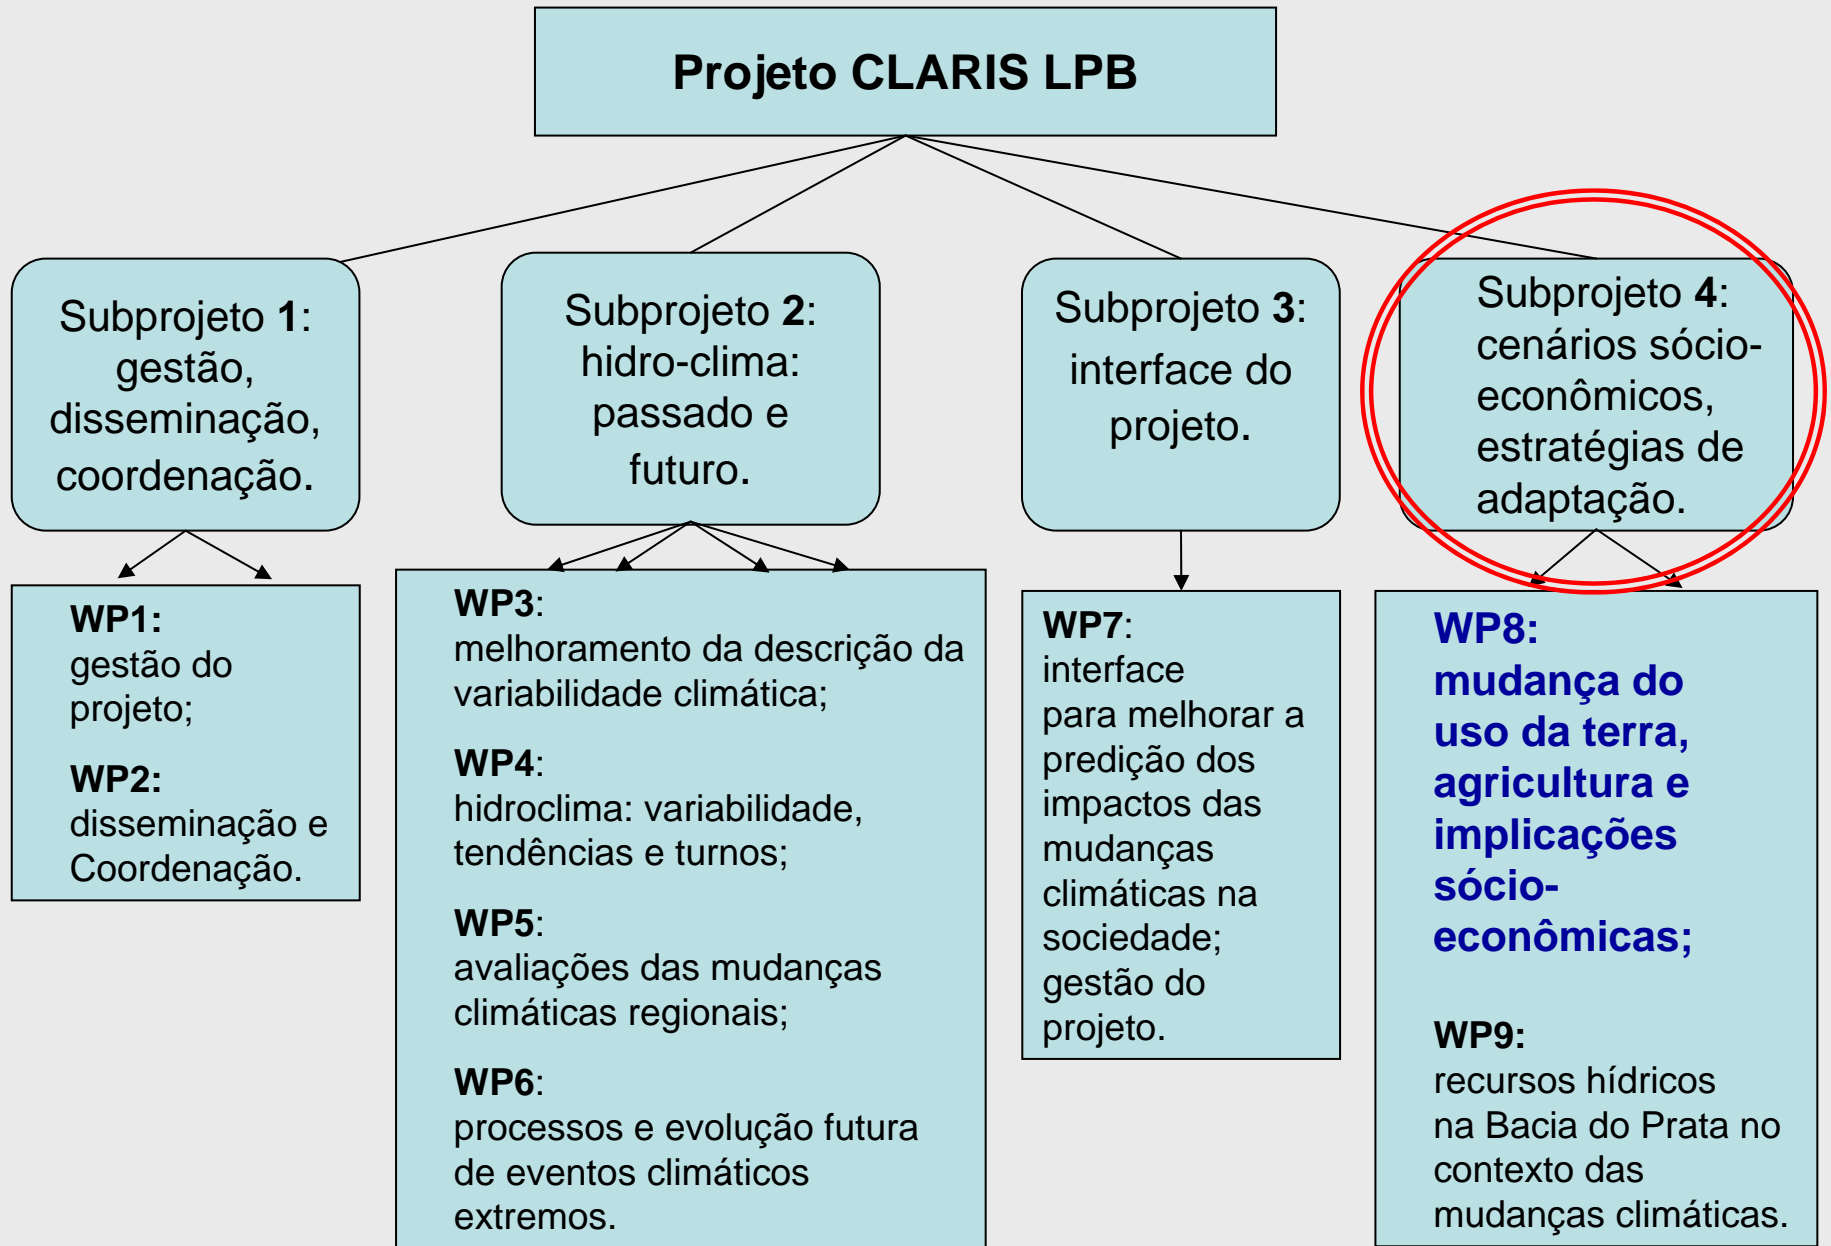 Projeto CLARIS LPB
Subprojeto 1:
gestão,
disseminação,
coordenação.
Subprojeto 2:
hidro-clima:
passado e
futuro.
Subprojeto 3:
interface do
projeto.
Subprojeto 4:
cenários sócio-
econômicos,
estratégias de
adaptação.
WP1:
gestão do
projeto;
WP2:
disseminação e
Coordenação.
WP3:
melhoramento da descrição da
variabilidade climática;
WP4:
hidroclima: variabilidade,
tendências e turnos;
WP5:
avaliações das mudanças
climáticas regionais;
WP6:
processos e evolução futura
de eventos climáticos
extremos.
WP7:
interface
para melhorar a
predição dos
impactos das
mudanças
climáticas na
sociedade;
gestão do
projeto.
WP8:
mudança do
uso da terra,
agricultura e
implicações
sócio-
econômicas;
WP9:
recursos hídricos
na Bacia do Prata no
contexto das
mudanças climáticas.